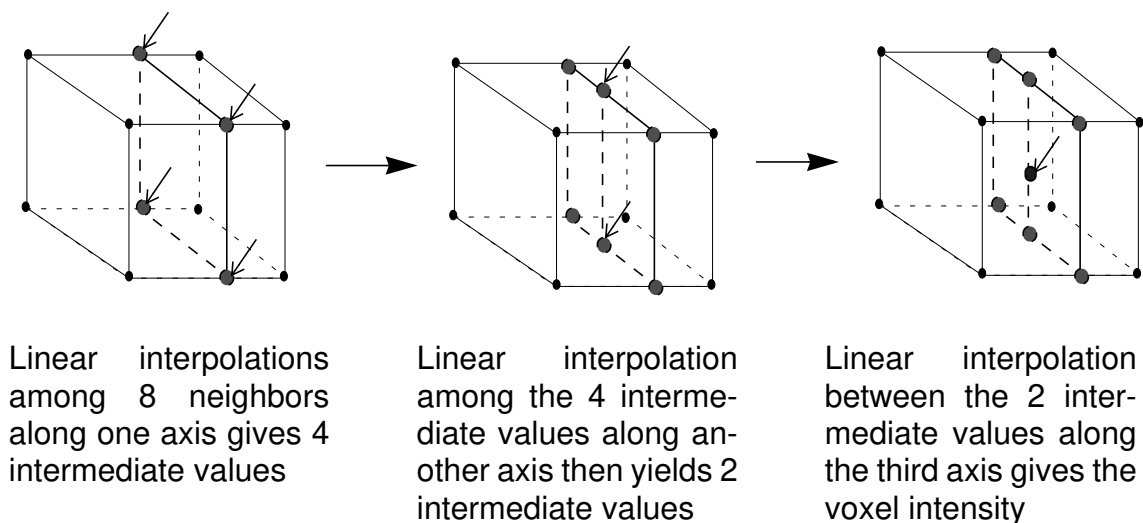 Linear interpolations
among 8 neighbors
along one axis gives 4
intermediate values
Linear interpolation
among the 4 interme-
diate values along an-
other axis then yields 2
intermediate values
Linear interpolation
between the 2 inter-
mediate values along
the third axis gives the
voxel intensity